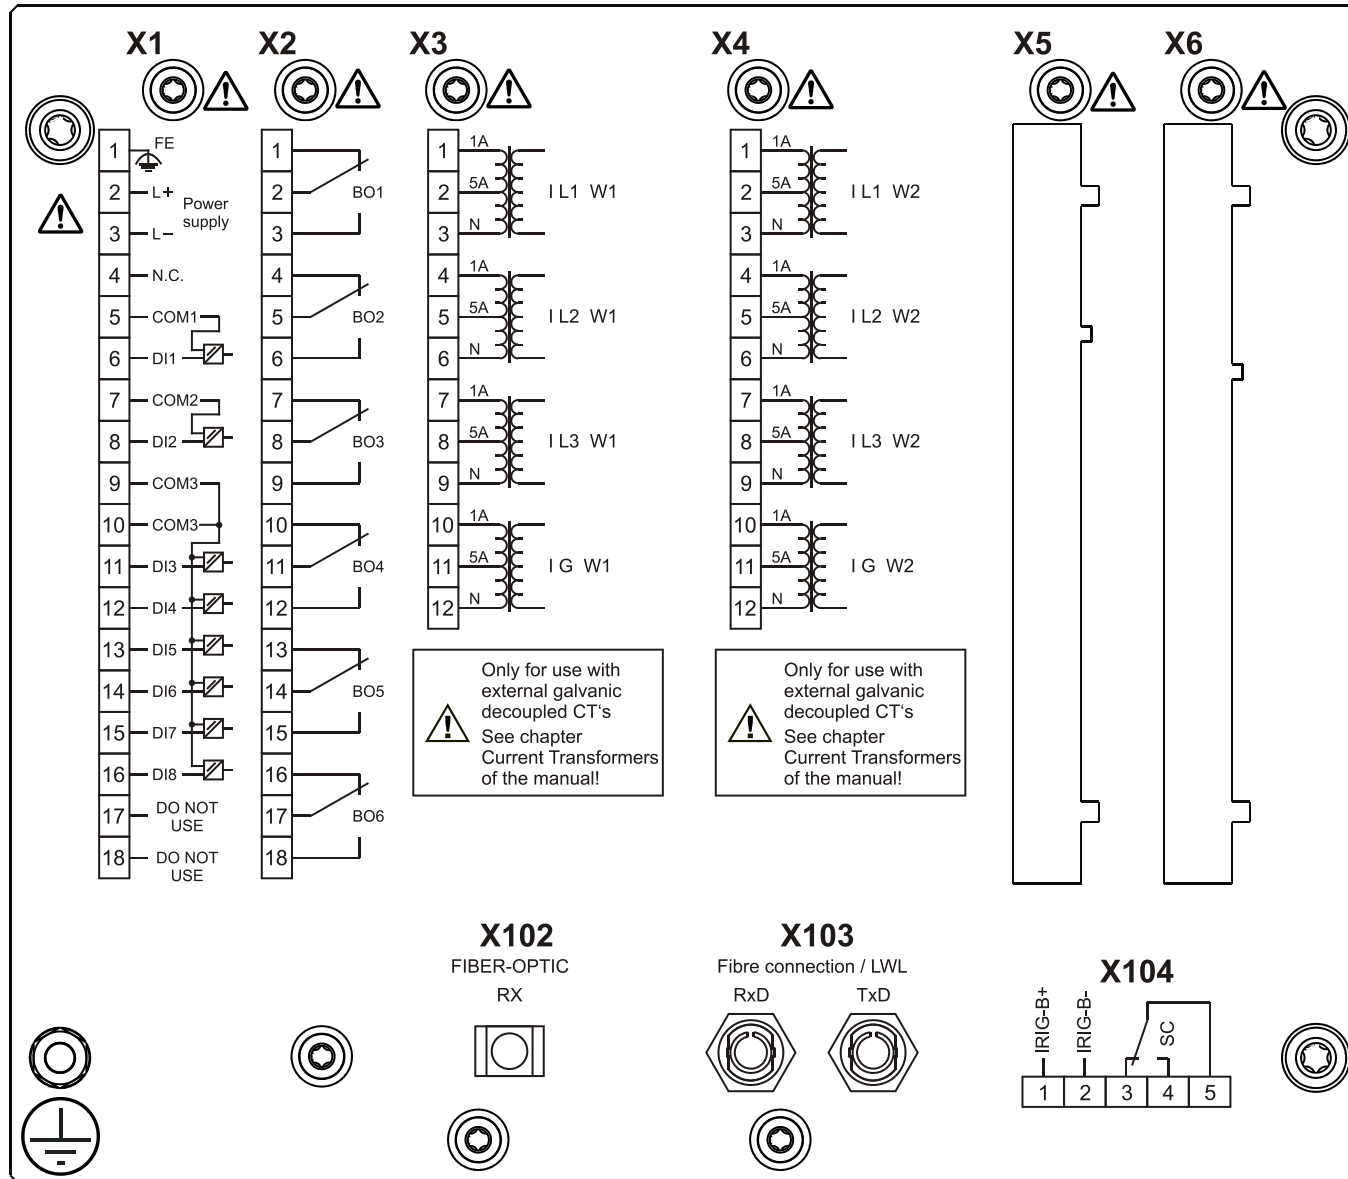 X1 X2 X3 X4 X5 X6
1 FE
2 L+
Power
supply
3 L-
4 N.C.
5 COM1
6 DI1
7 COM2
8 DI2
9 COM3
10 COM3
11 DI3
12 DI4
13 DI5
14 DI6
15 DI7
16 DI8
17 DO NOT
USE
18 DO NOT
USE
1
2 BO1
3
4
5 BO2
6
7
8 BO3
9
10
11 BO4
12
13
14 BO5
15
16
17 BO6
18
1 1A
2 5A I L1 W1
3 N
4 1A
5 5A I L2 W1
6 N
7 1A
8 5A I L3 W1
9 N
10 1A
11 5A I G W1
12 N
Only for use with
external galvanic
decoupled CT‘s
See chapter
Current Transformers
of the manual!
1 1A
2 5A I L1 W2
3 N
4 1A
5 5A I L2 W2
6 N
7 1A
8 5A I L3 W2
9 N
10 1A
11 5A I G W2
12 N
Only for use with
external galvanic
decoupled CT‘s
See chapter
Current Transformers
of the manual!
X102
FIBER-OPTIC
RX
X103
Fibre connection / LWL
RxD TxD
X104
IRIG-B+
IRIG-B-
SC
1 2 3 4 5